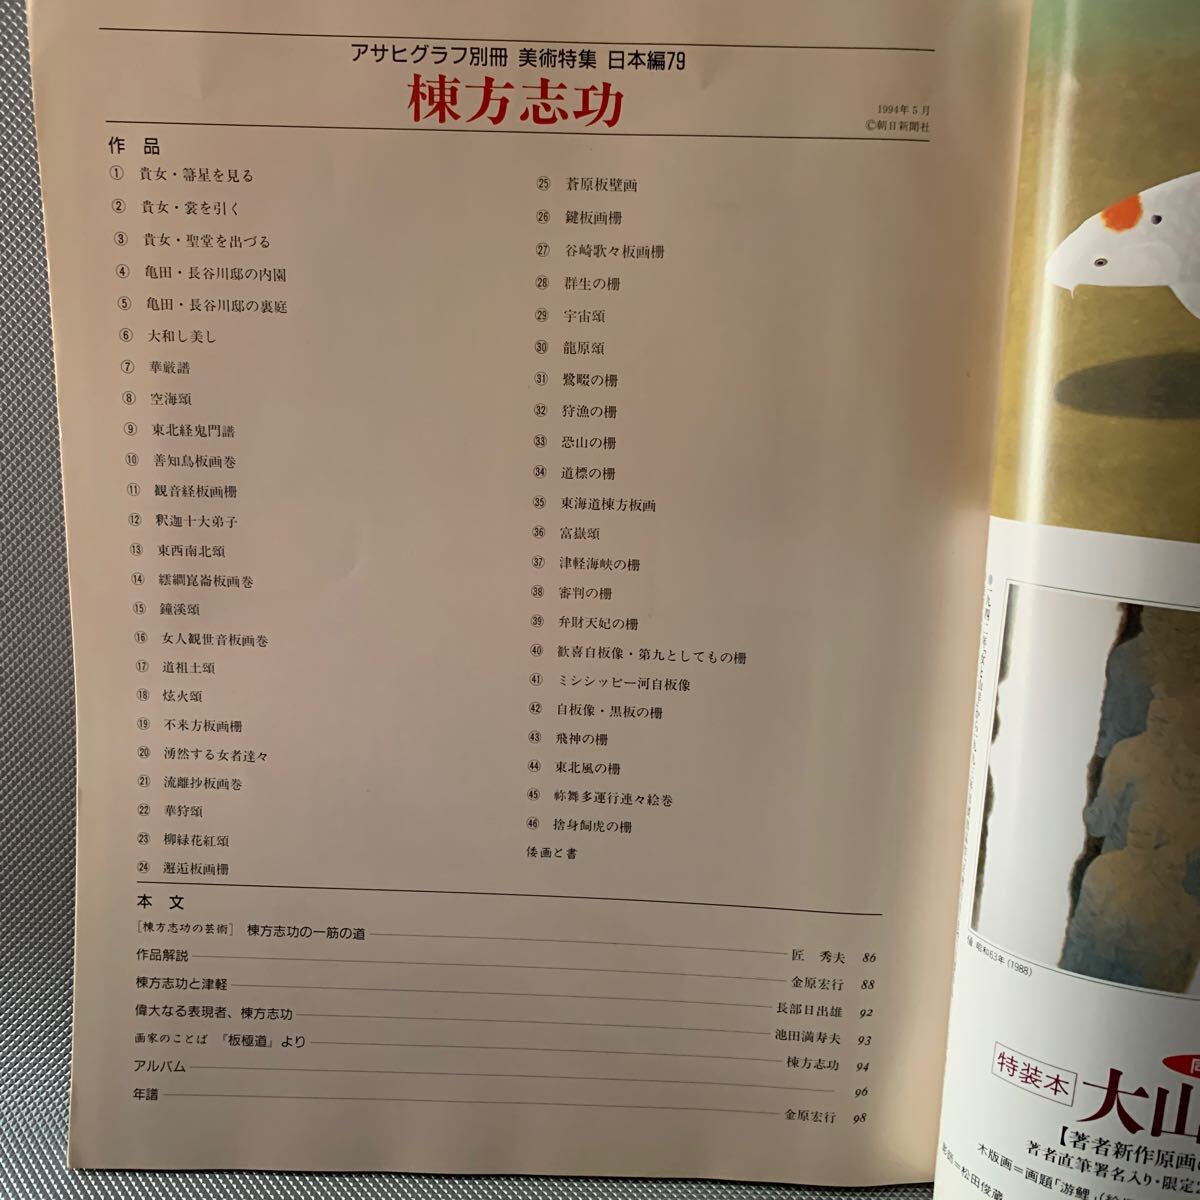 アサヒグラフ別冊 美術特集 日本編79
棟方志功
1994年5月
©朝日新聞社
作品
① 貴女・箒星を見る
② 貴女・裳を引く
③ 貴女・聖堂を出づる
④ 亀田・長谷川邸の内園
⑤ 亀田・長谷川邸の裏庭
⑥ 大和し美し
⑦ 華厳譜
⑧ 空海頌
⑨ 東北経鬼門譜
⑩ 善知鳥板画巻
⑪ 観音経板画柵
⑫ 釈迦十大弟子
⑬ 東西南北頌
⑭ 繧繝崑崙板画巻
⑮ 鐘溪頌
⑯ 女人観世音板画巻
⑰ 道祖土頌
⑱ 炫火頌
⑲ 不来方板画柵
⑳ 湧然する女者達々
㉑ 流離抄板画巻
㉒ 華狩頌
㉓ 柳緑花紅頌
㉔ 邂逅板画柵
㉕ 蒼原板壁画
㉖ 鍵板画柵
㉗ 谷崎歌々板画柵
㉘ 群生の柵
㉙ 宇宙頌
㉚ 龍原頌
㉛ 鷺畷の柵
㉜ 狩漁の柵
㉝ 恐山の柵
㉞ 道標の柵
㉟ 東海道棟方板画
㊱ 富嶽頌
㊲ 津軽海峡の柵
㊳ 審判の柵
㊴ 弁財天妃の柵
㊵ 歓喜自板像・第九としてもの柵
㊶ ミシシッピー河自板像
㊷ 自板像・黒板の柵
㊸ 飛神の柵
㊹ 東北風の柵
㊺ 祢舞多運行連々絵巻
㊻ 捨身飼虎の柵
倭画と書
本文
[棟方志功の芸術] 棟方志功の一筋の道 匠 秀夫 86
作品解説 金原宏行 88
棟方志功と津軽 長部日出雄 92
偉大なる表現者、棟方志功 池田満寿夫 93
画家のことば 『板極道』より 棟方志功 94
アルバム 96
年譜 金原宏行 98
昭和63年(1988)
特装本
大山
【著者新作原画
著者直筆署名入り・限定
木版画=画題「游鯉」
松田俊蔵